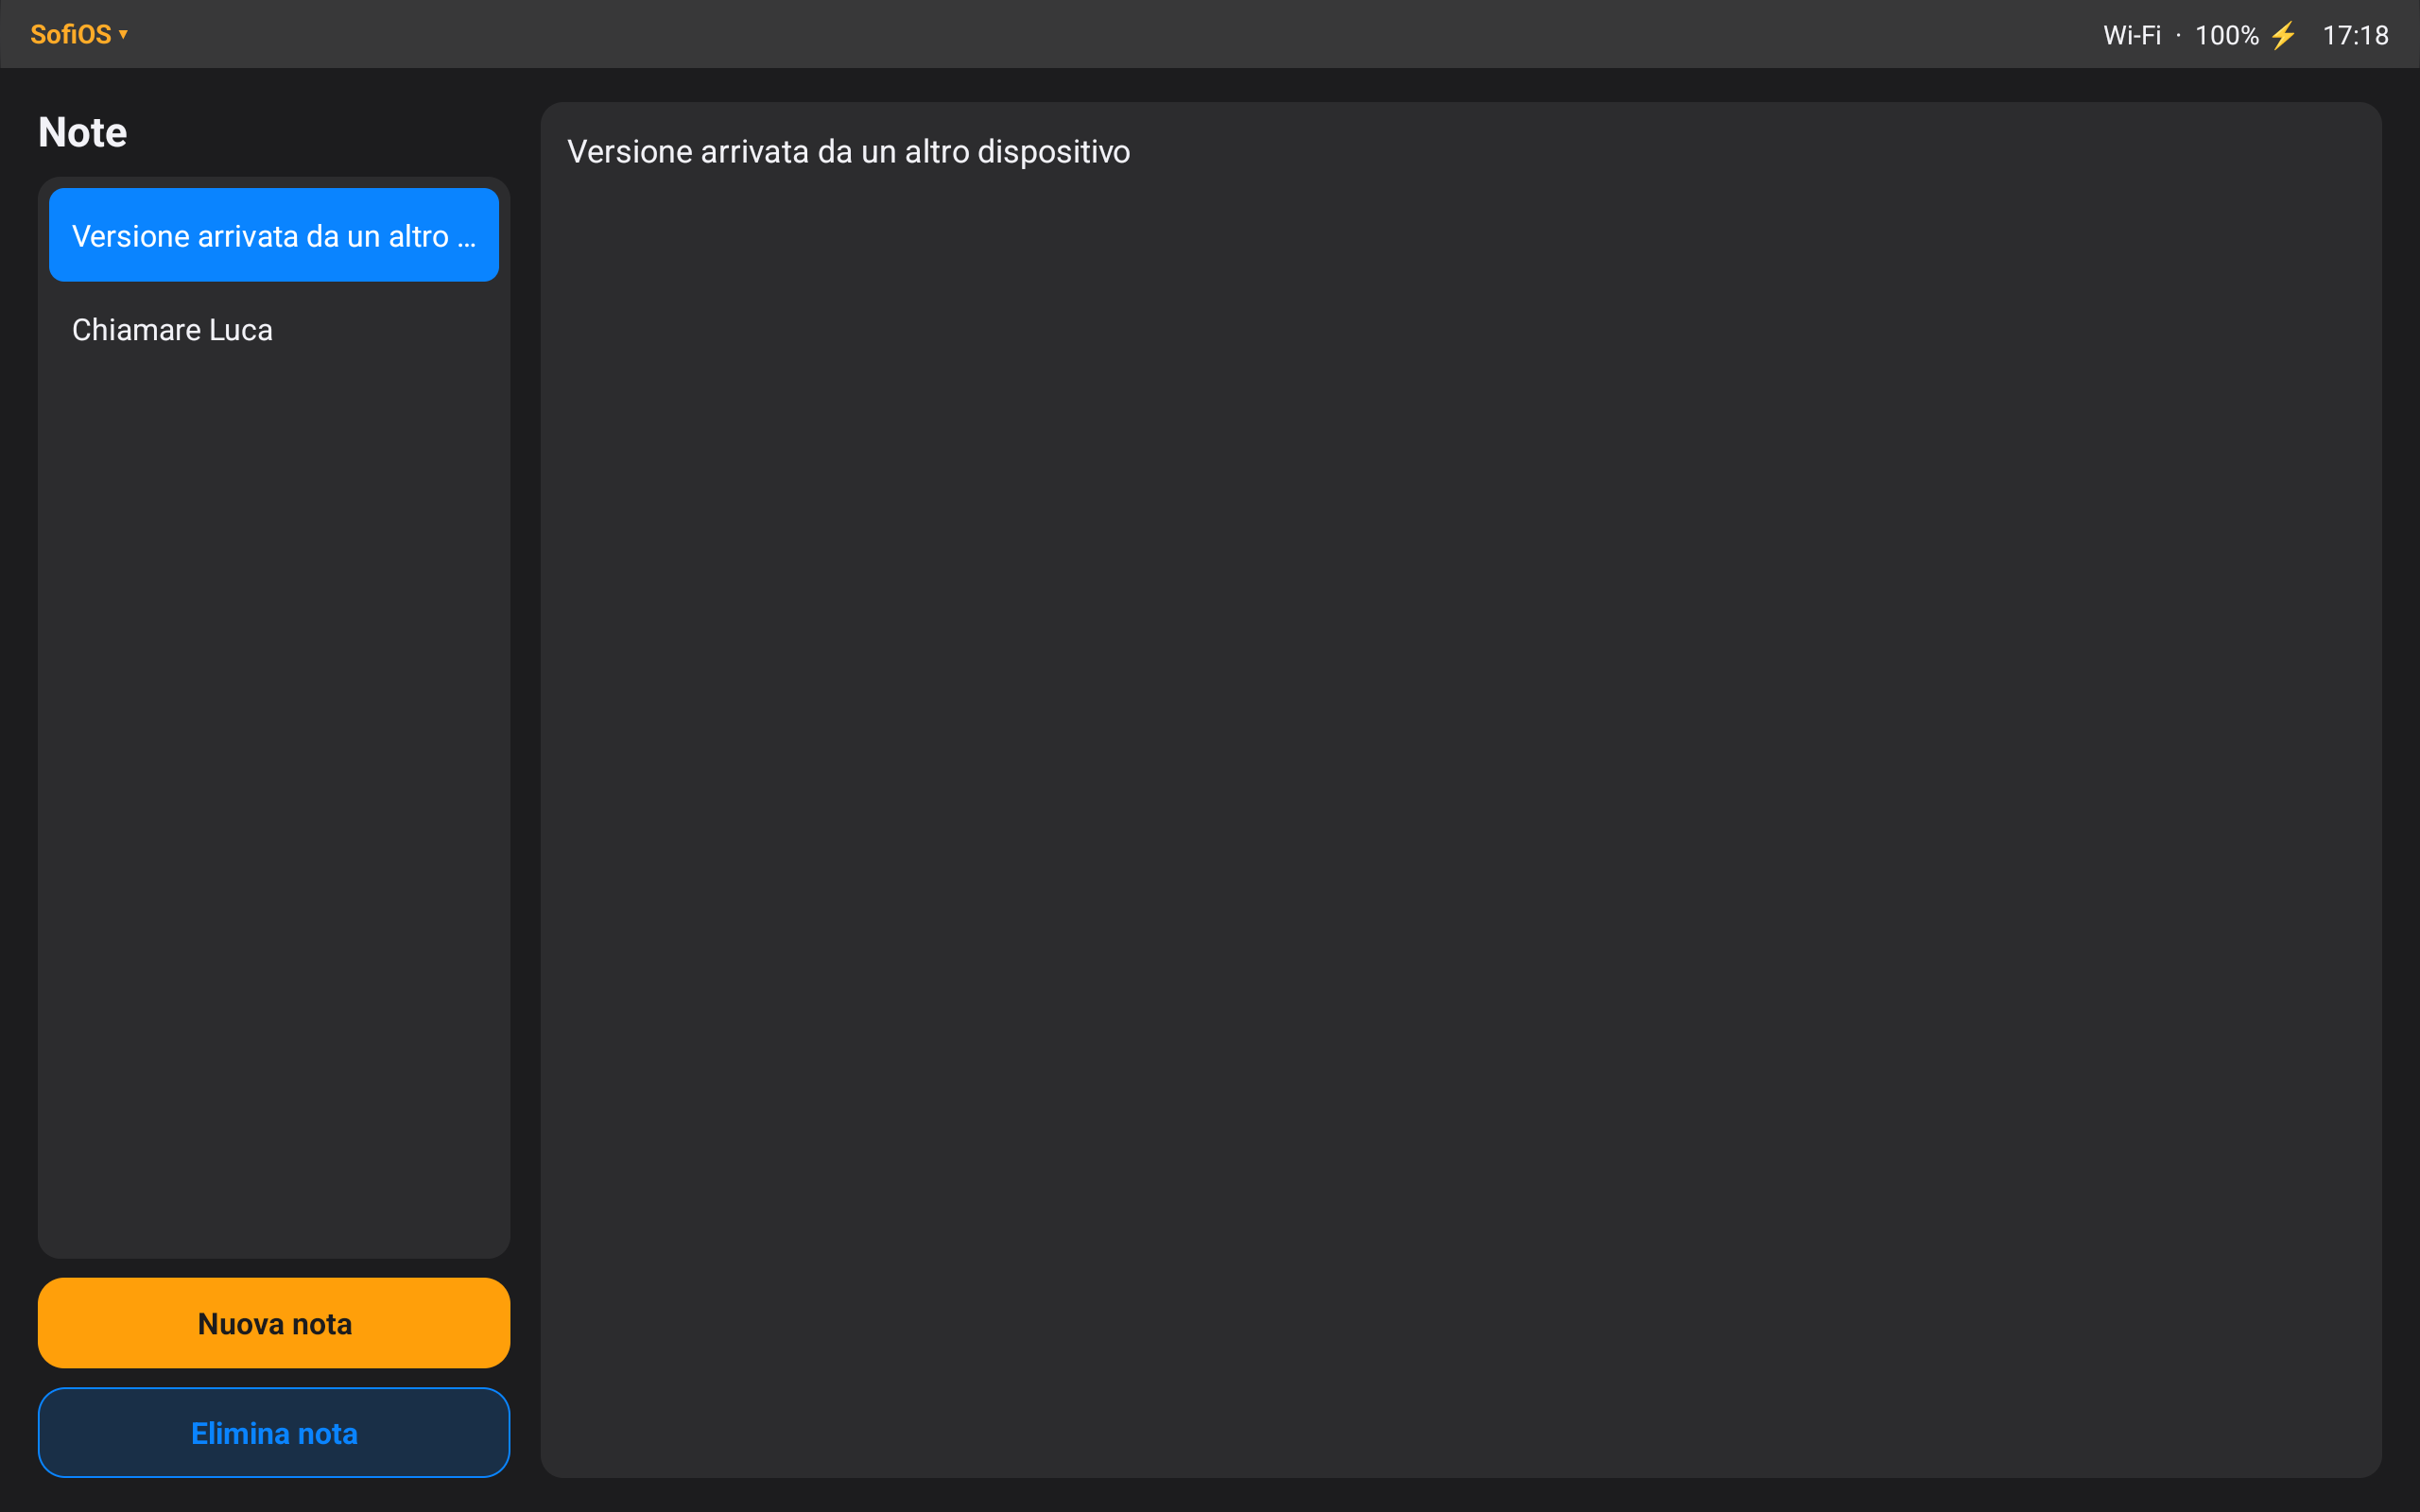 SofiOS ▾
Wi-Fi · 100% ⚡ 17:18
Note
Versione arrivata da un altro ...
Chiamare Luca
Nuova nota
Elimina nota
Versione arrivata da un altro dispositivo